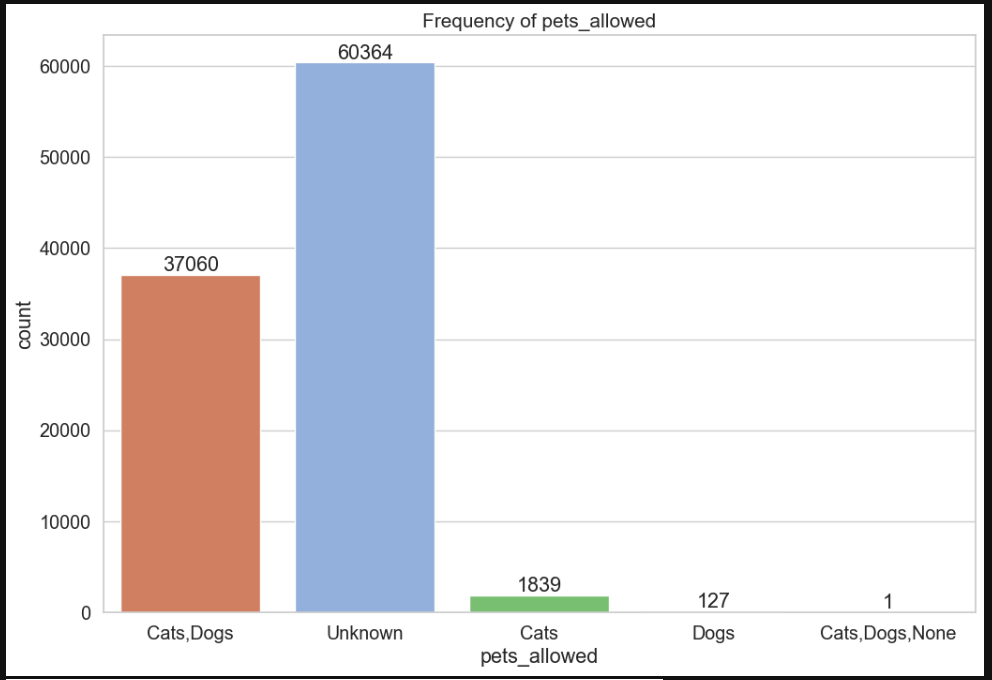 Frequency of pets_allowed
60000
50000
40000
30000
20000
10000
0
count
37060
60364
1839
127
1
Cats,Dogs
Unknown
Cats
Dogs
Cats,Dogs,None
pets_allowed